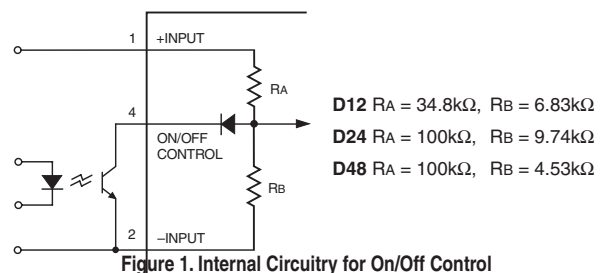 1 +INPUT
RA
4
ON/OFF
CONTROL
RB
2 –INPUT
D12 RA = 34.8kΩ, RB = 6.83kΩ
D24 RA = 100kΩ, RB = 9.74kΩ
D48 RA = 100kΩ, RB = 4.53kΩ
Figure 1. Internal Circuitry for On/Off Control